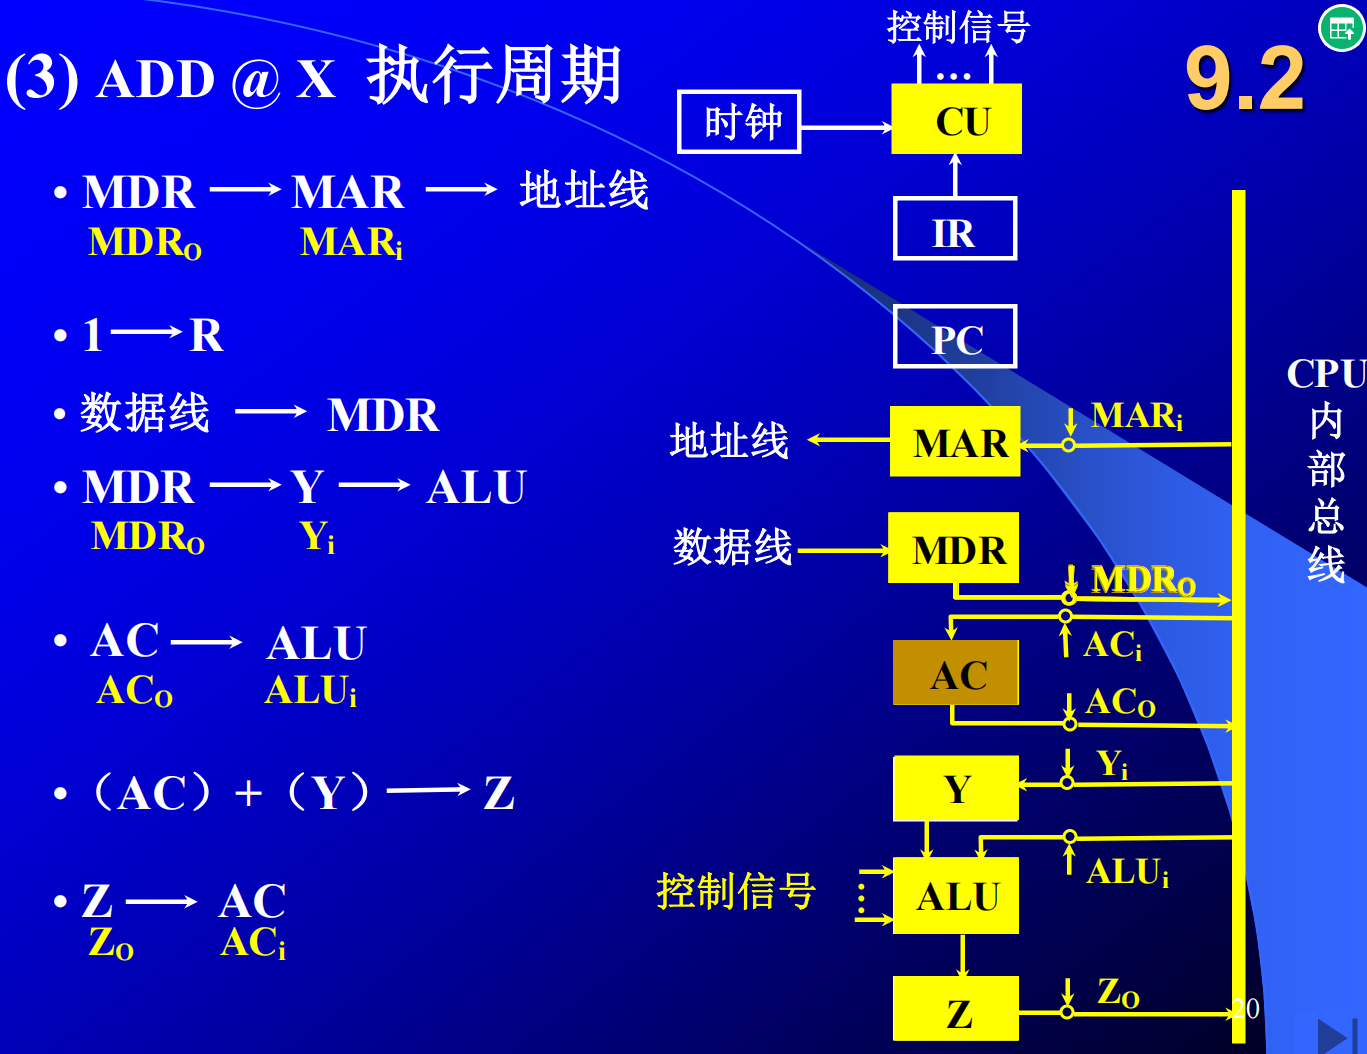 (3) ADD @ X 执行周期
9.2
• MDR → MAR → 地址线
MDRO MARi
• 1 → R
• 数据线 → MDR
• MDR → Y → ALU
MDRO Yi
• AC → ALU
ACO ALUi
• （AC）+（Y）→ Z
• Z → AC
ZO ACi
控制信号
…
时钟
CU
IR
PC
地址线
MAR
MARi
数据线
MDR
MDRO
ACi
AC
ACO
Yi
Y
ALUi
控制信号
…
ALU
Z
ZO
CPU
内
部
总
线
20